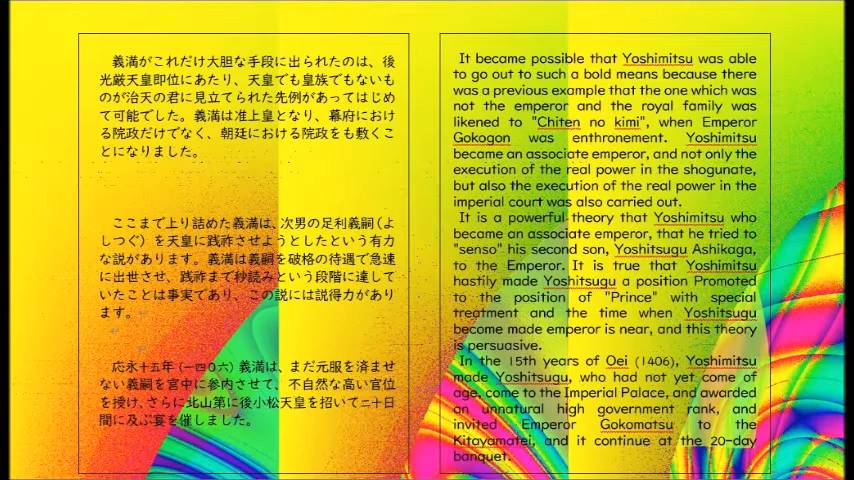 義満がこれだけ大胆な手段に出られたのは、後
光厳天皇即位にあたり、天皇でも皇族でもないも
のが治天の君に見立てられた先例があってはじめ
て可能でした。義満は准上皇となり、幕府におけ
る院政だけでなく、朝廷における院政をも敷くこ
とになりました。
ここまで上り詰めた義満は、次男の足利義嗣（よ
しつぐ）を天皇に践祚させようとしたという有力
な説があります。義満は義嗣を破格の待遇で急速
に出世させ、践祚まで秒読みという段階に達して
いたことは事実であり、この説には説得力があり
ます。
応永十五年（一四〇六）義満は、まだ元服を済ませ
ない義嗣を宮中に参内させて、不自然な高い官位
を授け、さらに北山第に後小松天皇を招いて二十日
間に及ぶ宴を催しました。
It became possible that Yoshimitsu was able
to go out to such a bold means because there
was a previous example that the one which was
not the emperor and the royal family was
likened to "Chiten no kimi", when Emperor
Gokogon was enthronement. Yoshimitsu
became an associate emperor, and not only the
execution of the real power in the shogunate,
but also the execution of the real power in the
imperial court was also carried out.
It is a powerful theory that Yoshimitsu who
became an associate emperor, that he tried to
"senso" his second son, Yoshitsugu Ashikaga,
to the Emperor. It is true that Yoshimitsu
hastily made Yoshitsugu a position Promoted
to the position of "Prince" with special
treatment and the time when Yoshitsugu
become made emperor is near, and this theory
is persuasive.
In the 15th years of Oei (1406), Yoshimitsu
made Yoshitsugu, who had not yet come of
age, come to the Imperial Palace, and awarded
an unnatural high government rank, and
invited Emperor Gokomatsu to the
Kitayamatei, and it continue at the 20-day
banquet.